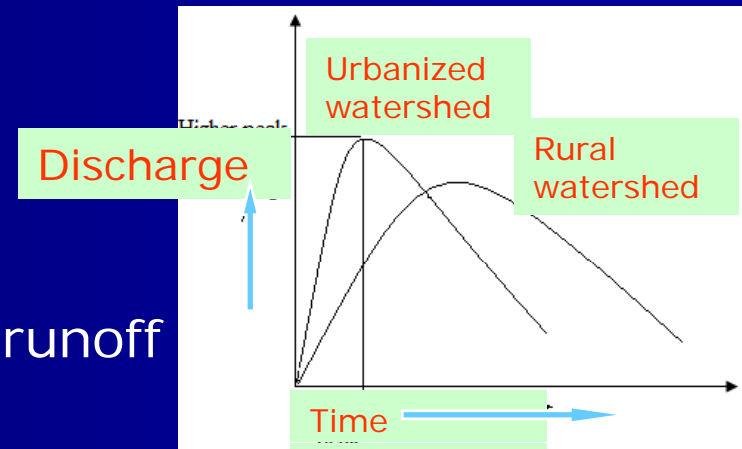 Urbanized
watershed
Higher peak
Discharge
Rural
watershed
runoff
Time